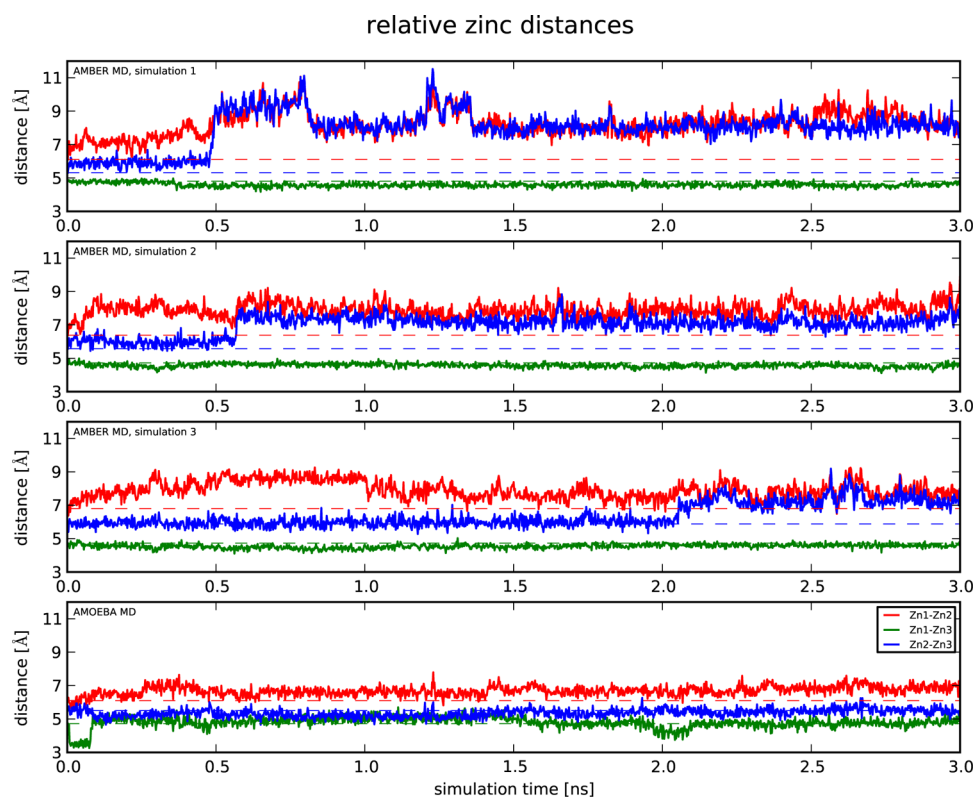 relative zinc distances
AMBER MD, simulation 1
distance [Å]
11
9
7
5
3
0.0 0.5 1.0 1.5 2.0 2.5 3.0
AMBER MD, simulation 2
distance [Å]
11
9
7
5
3
0.0 0.5 1.0 1.5 2.0 2.5 3.0
AMBER MD, simulation 3
distance [Å]
11
9
7
5
3
0.0 0.5 1.0 1.5 2.0 2.5 3.0
AMOEBA MD
Zn1-Zn2
Zn1-Zn3
Zn2-Zn3
distance [Å]
11
9
7
5
3
0.0 0.5 1.0 1.5 2.0 2.5 3.0
simulation time [ns]